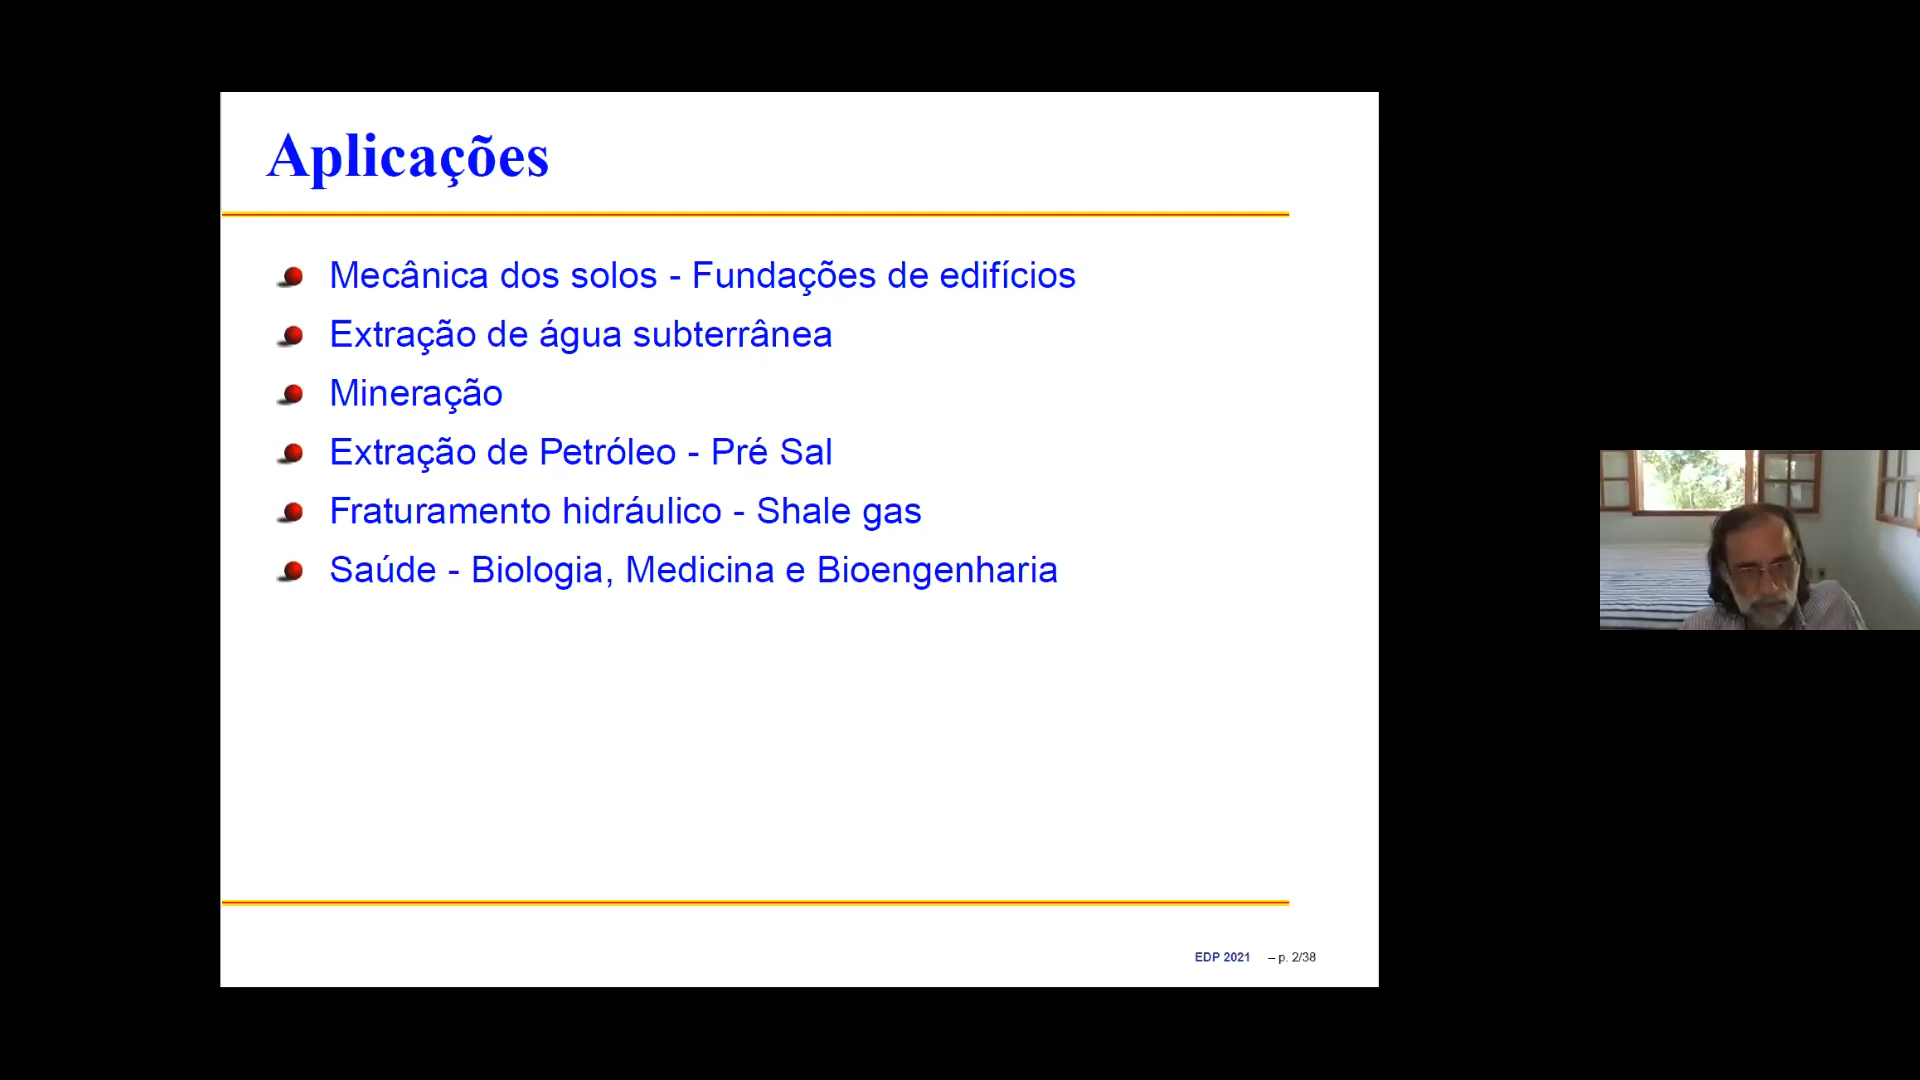 Aplicações
Mecânica dos solos - Fundações de edifícios
Extração de água subterrânea
Mineração
Extração de Petróleo - Pré Sal
Fraturamento hidráulico - Shale gas
Saúde - Biologia, Medicina e Bioengenharia
EDP 2021 – p. 2/38